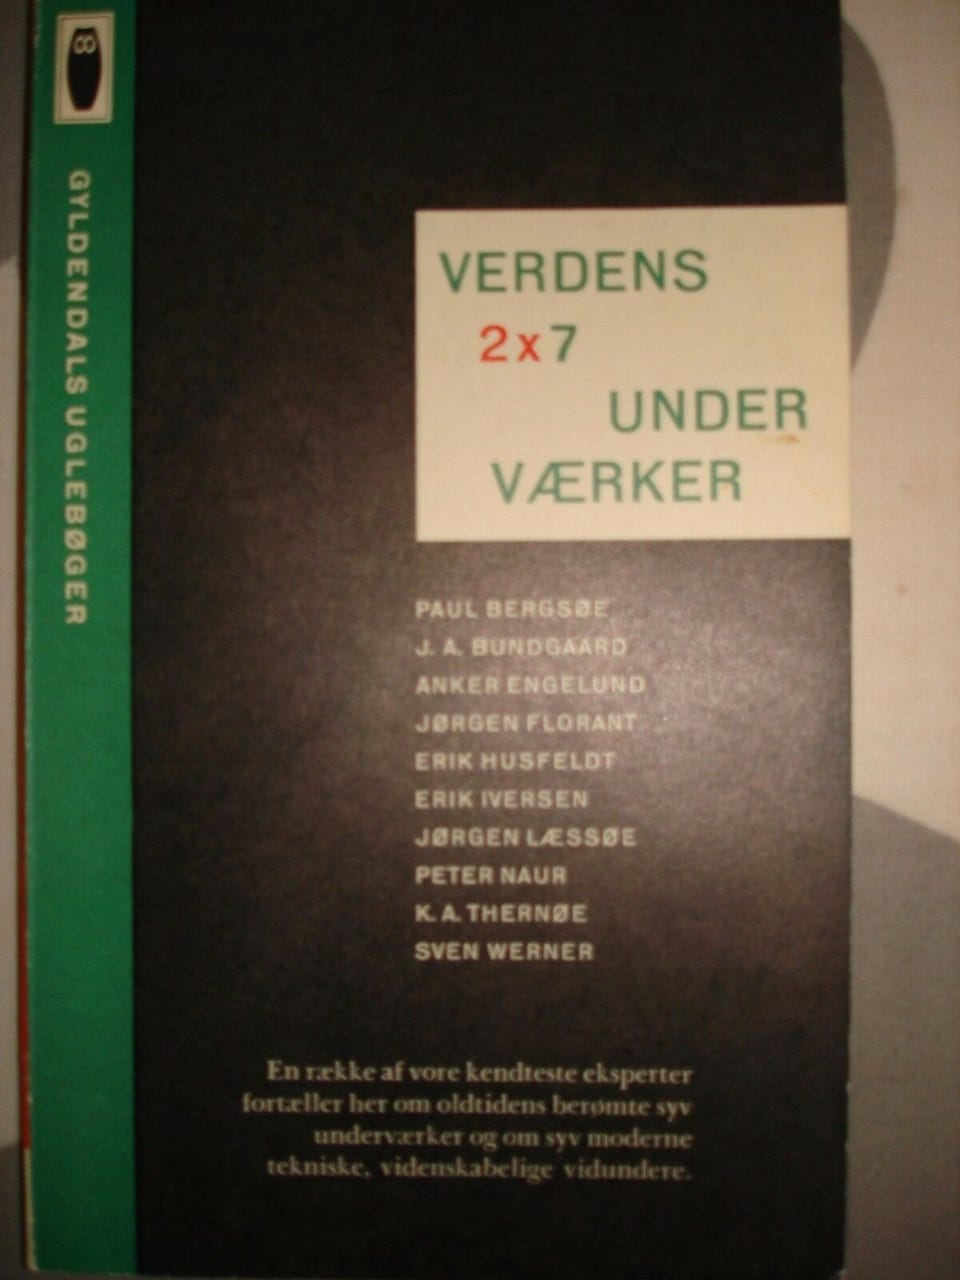 8
GYLDENDALS UGLEBØGER
VERDENS
2x7
UNDER
VÆRKER
PAUL BERGSØE
J. A. BUNDGAARD
ANKER ENGELUND
JØRGEN FLORANT
ERIK HUSFELDT
ERIK IVERSEN
JØRGEN LÆSSØE
PETER NAUR
K. A. THERNØE
SVEN WERNER
En række af vore kendteste eksperter
fortæller her om oldtidens berømte syv
underværker og om syv moderne
tekniske, videnskabelige vidundere.